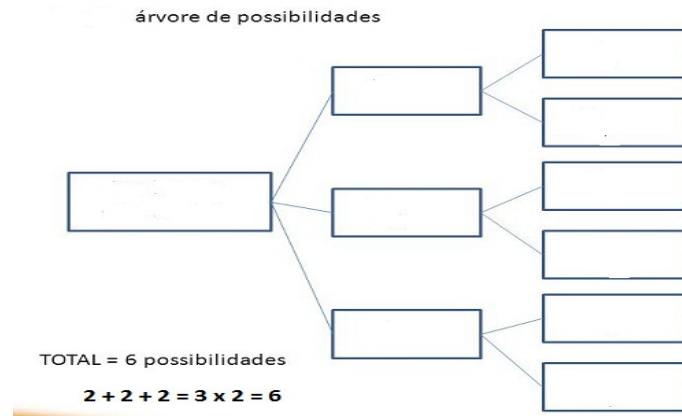 árvore de possibilidades
TOTAL = 6 possibilidades
2 + 2 + 2 = 3 x 2 = 6